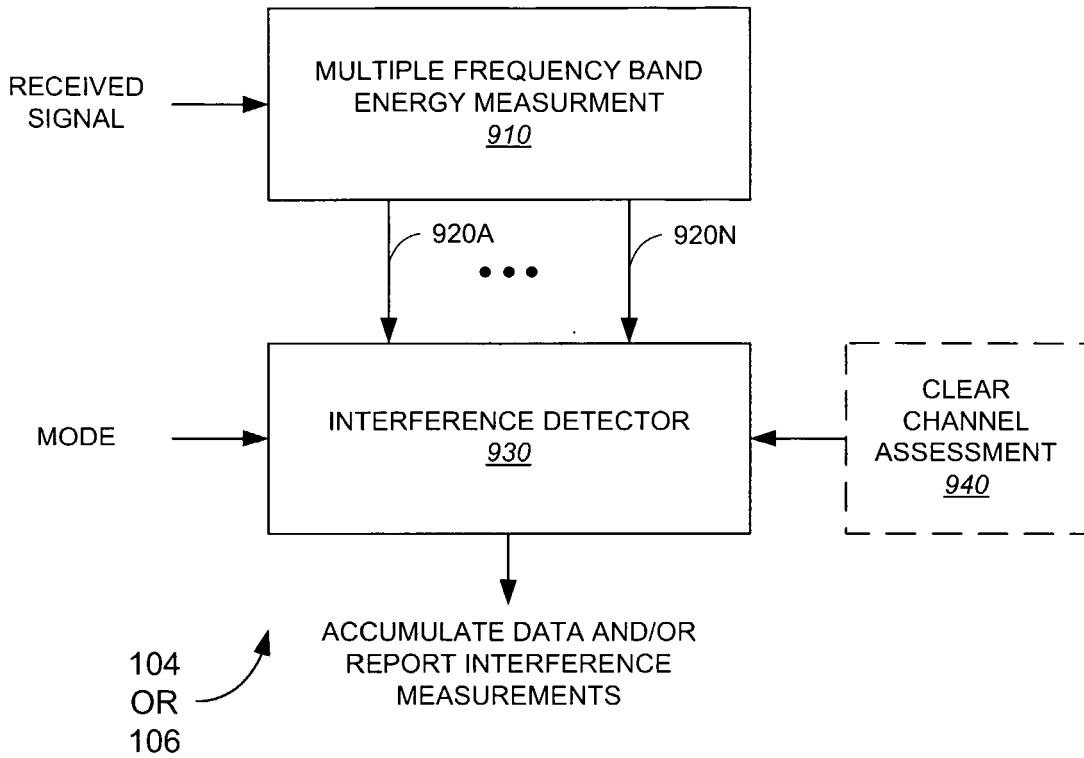 MULTIPLE FREQUENCY BAND
ENERGY MEASURMENT
910
RECEIVED
SIGNAL
920A
920N
INTERFERENCE DETECTOR
930
MODE
CLEAR
CHANNEL
ASSESSMENT
940
ACCUMULATE DATA AND/OR
REPORT INTERFERENCE
MEASUREMENTS
104
OR
106